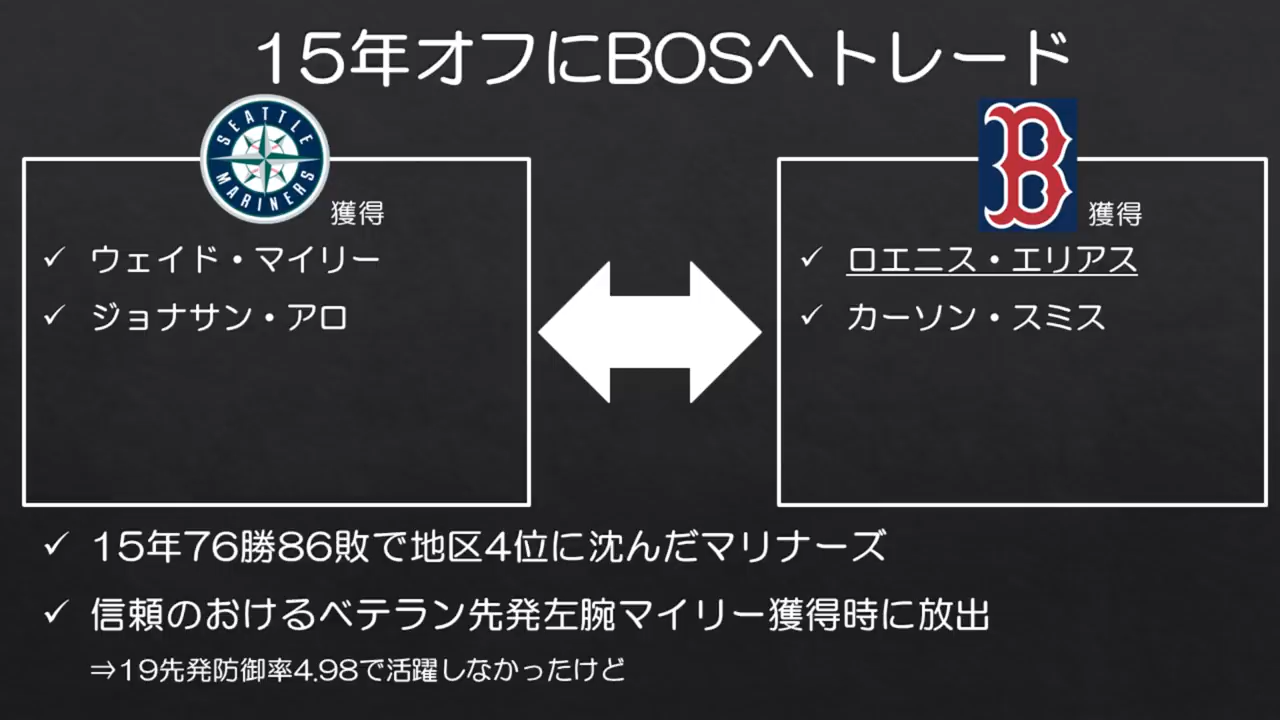 15年オフにBOSへトレード
SEATTLE
MARINERS
獲得
✓ ウェイド・マイリー
✓ ジョナサン・アロ
B
獲得
✓ ロエニス・エリアス
✓ カーソン・スミス
✓ 15年76勝86敗で地区4位に沈んだマリナーズ
✓ 信頼のおけるベテラン先発左腕マイリー獲得時に放出
⇒19先発防御率4.98で活躍しなかったけど